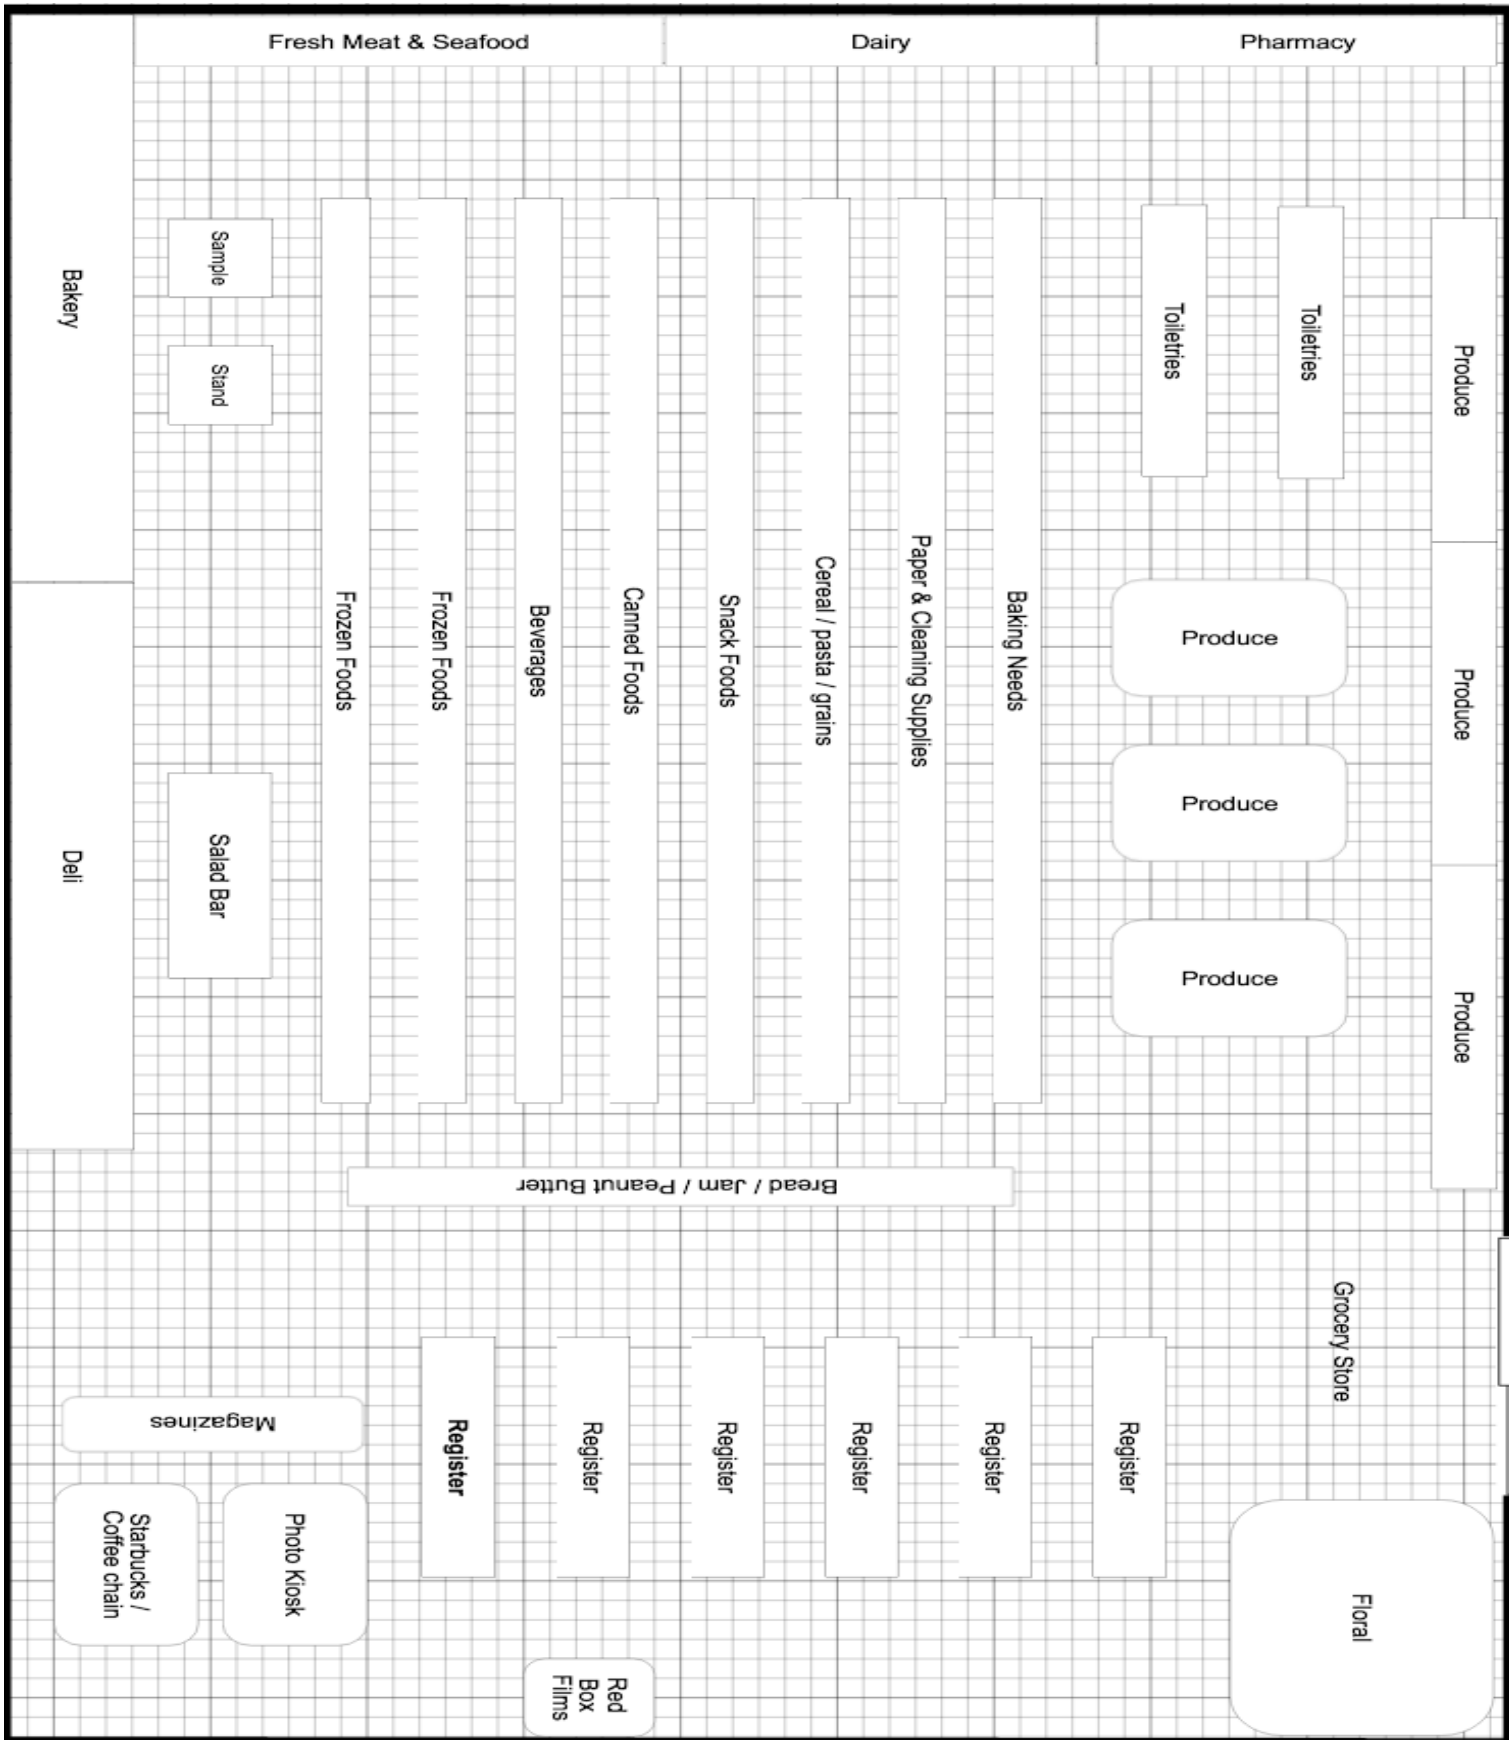 Fresh Meat & Seafood
Dairy
Pharmacy
Bakery
Sample
Stand
Toiletries
Toiletries
Produce
Frozen Foods
Frozen Foods
Beverages
Canned Foods
Snack Foods
Cereal / pasta / grains
Paper & Cleaning Supplies
Baking Needs
Produce
Produce
Produce
Deli
Salad Bar
Produce
Produce
Bread / Jam / Peanut Butter
Grocery Store
Magazines
Register
Register
Register
Register
Register
Register
Starbucks /
Coffee chain
Photo Kiosk
Red
Box
Films
Floral